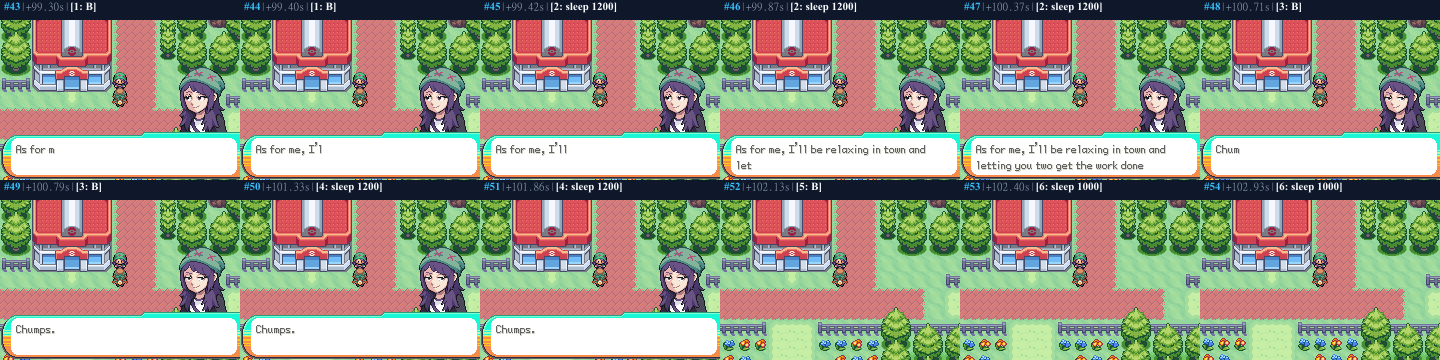 #43|+99.30s|[1: B]
#44|+99.40s|[1: B]
#45|+99.42s|[2: sleep 1200]
#46|+99.87s|[2: sleep 1200]
#47|+100.37s|[2: sleep 1200]
#48|+100.71s|[3: B]
As for m
As for me, I'l
As for me, I'll
As for me, I'll be relaxing in town and
let
As for me, I'll be relaxing in town and
letting you two get the work done
Chum
#49|+100.79s|[3: B]
#50|+101.33s|[4: sleep 1200]
#51|+101.86s|[4: sleep 1200]
#52|+102.13s|[5: B]
#53|+102.40s|[6: sleep 1000]
#54|+102.93s|[6: sleep 1000]
Chumps.
Chumps.
Chumps.